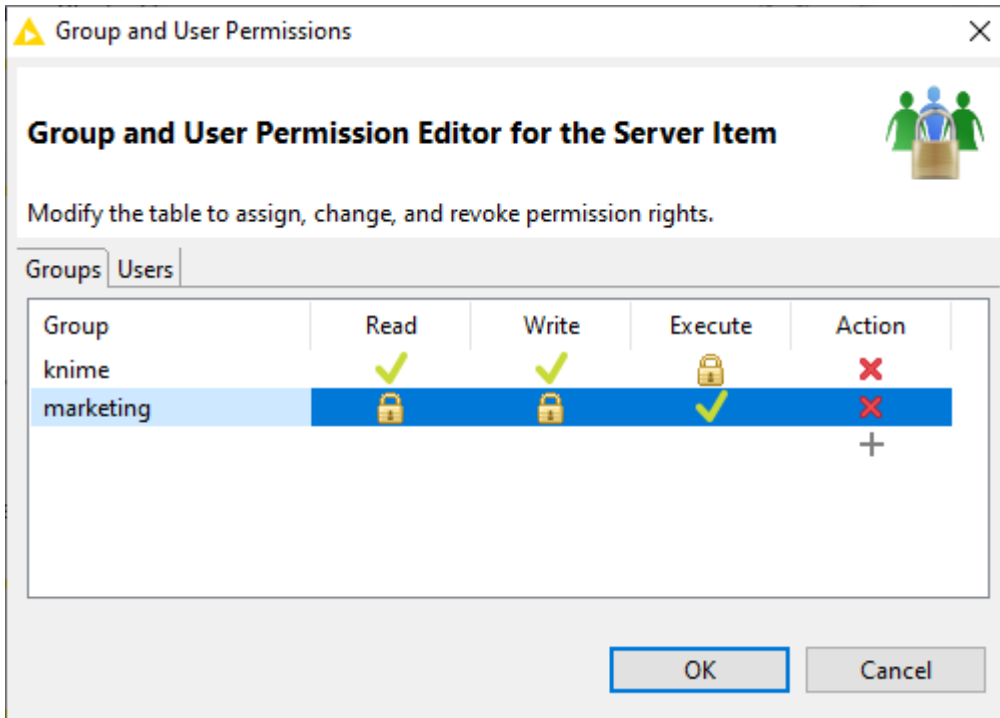 Group and User Permissions
Group and User Permission Editor for the Server Item
Modify the table to assign, change, and revoke permission rights.
Groups Users
Group Read Write Execute Action
knime
marketing
OK Cancel